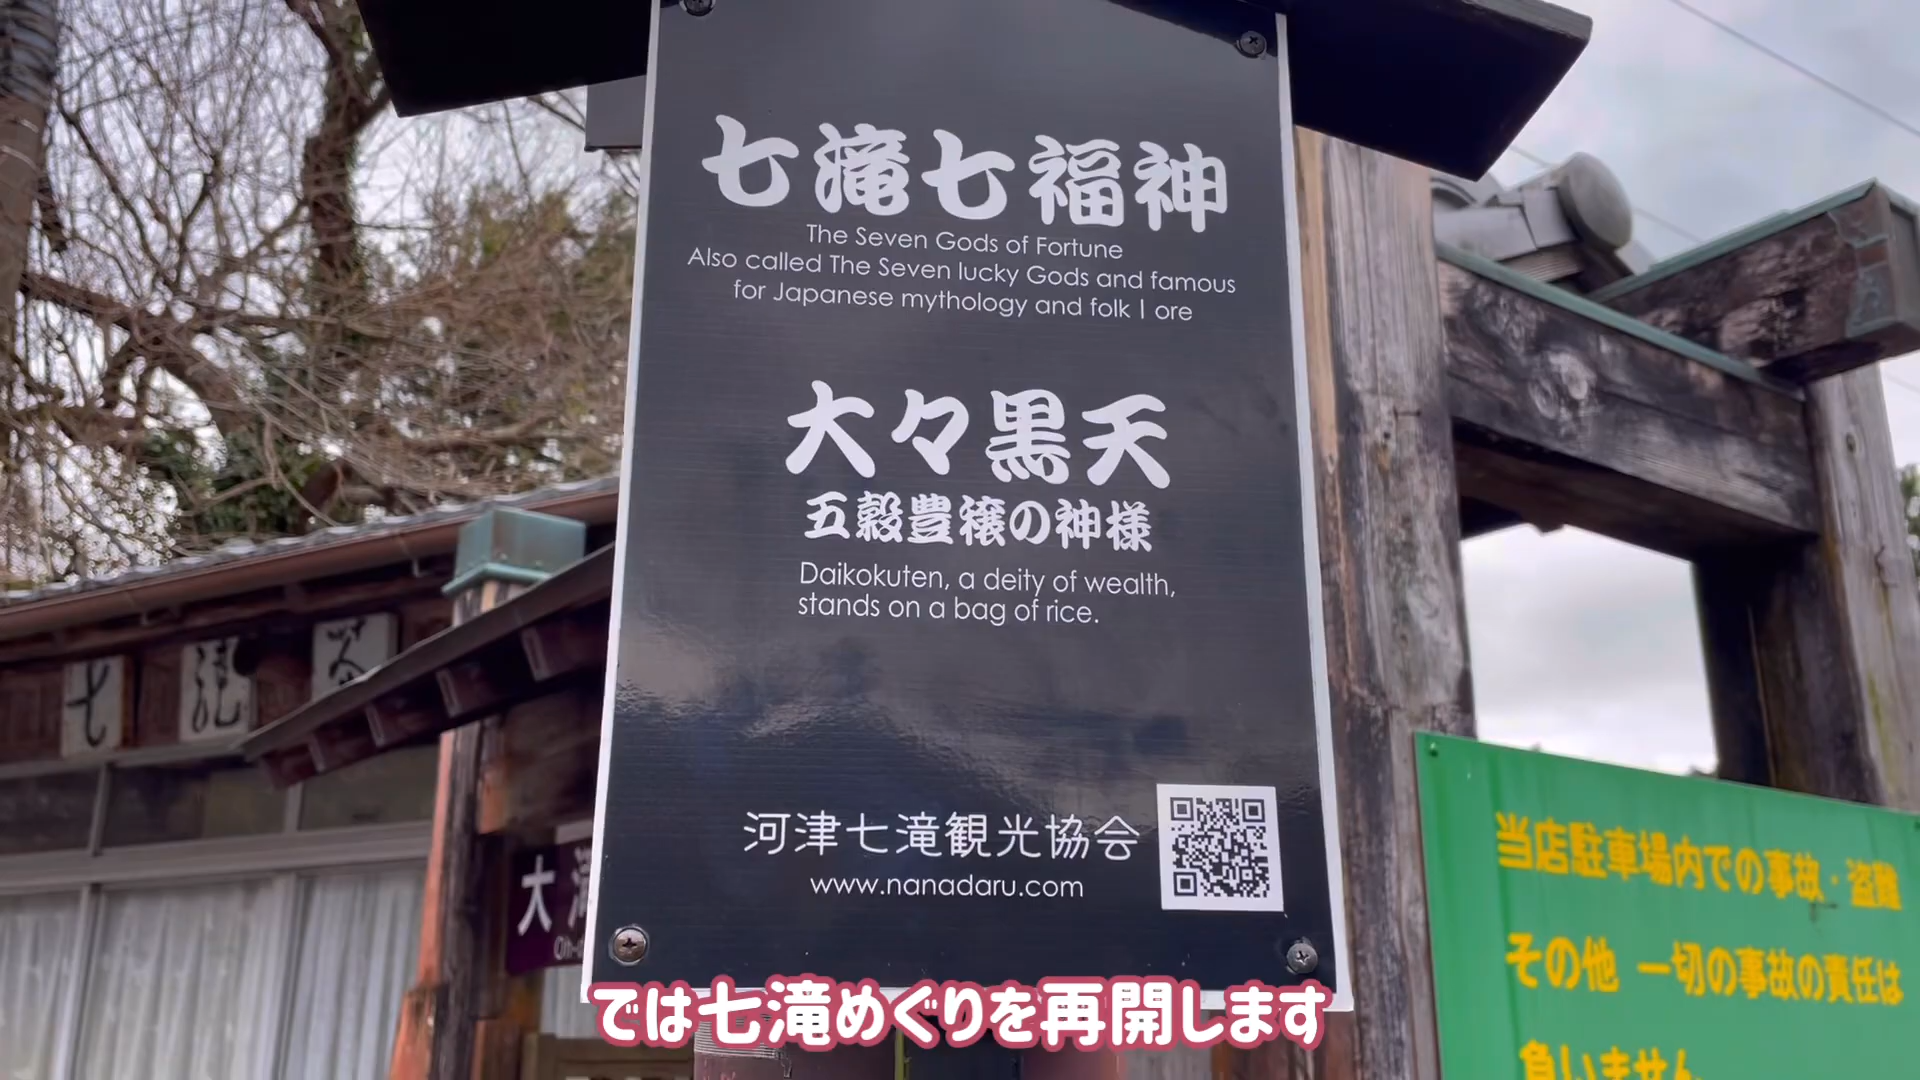 七滝七福神
The Seven Gods of Fortune
Also called The Seven lucky Gods and famous
for Japanese mythology and folk l ore
大々黒天
五穀豊穣の神様
Daikokuten, a deity of wealth,
stands on a bag of rice.
河津七滝観光協会
www.nanadaru.com
七滝茶
大滝
当店駐車場内での事故・盗難
その他 一切の事故の責任は
負いません
では七滝めぐりを再開します